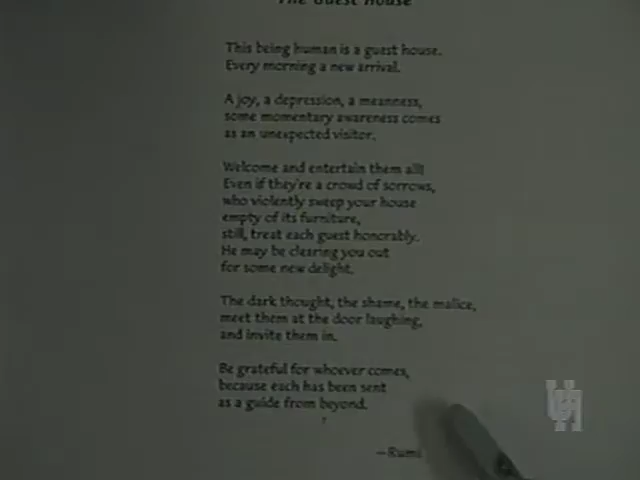 The Guest House
This being human is a guest house.
Every morning a new arrival.
A joy, a depression, a meanness,
some momentary awareness comes
as an unexpected visitor.
Welcome and entertain them all!
Even if they're a crowd of sorrows,
who violently sweep your house
empty of its furniture,
still, treat each guest honorably.
He may be clearing you out
for some new delight.
The dark thought, the shame, the malice,
meet them at the door laughing,
and invite them in.
Be grateful for whoever comes,
because each has been sent
as a guide from beyond.
—Rumi
UH